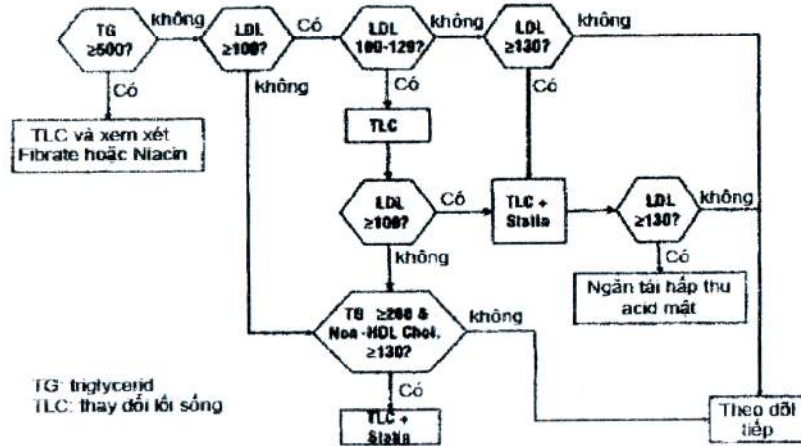 TG
≥500?
không
LDL
≥100?
Có
LDL
100-129?
không
LDL
≥130?
không
Có
không
Có
Có
TLC và xem xét
Fibrate hoặc Niacin
TLC
LDL
≥100?
Có
TLC +
Statin
LDL
≥130?
không
không
Có
Ngăn tái hấp thu
acid mật
TG ≥200 &
Non-HDL Chol.
≥130?
không
TG: triglycerid
TLC: thay đổi lối sống
Có
TLC +
Statin
Theo dõi
tiếp